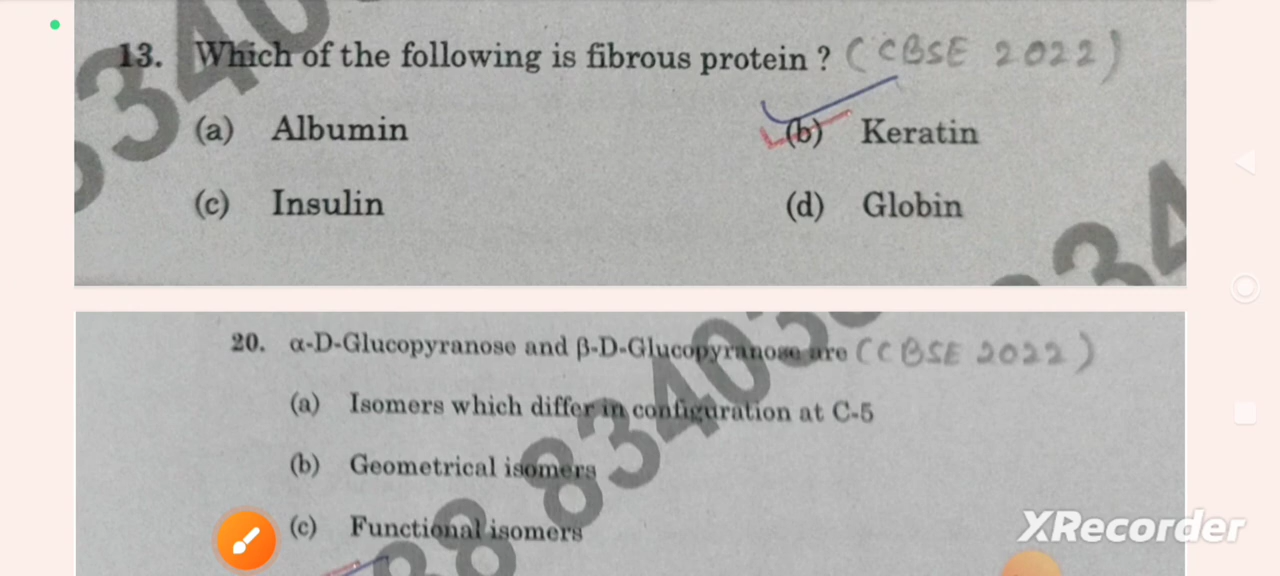 13. Which of the following is fibrous protein ? (CBSE 2022)
(a) Albumin (b) Keratin
(c) Insulin (d) Globin
34
20. α-D-Glucopyranose and β-D-Glucopyranose are (CBSE 2022)
(a) Isomers which differ in configuration at C-5
(b) Geometrical isomers
(c) Functional isomers
XRecorder